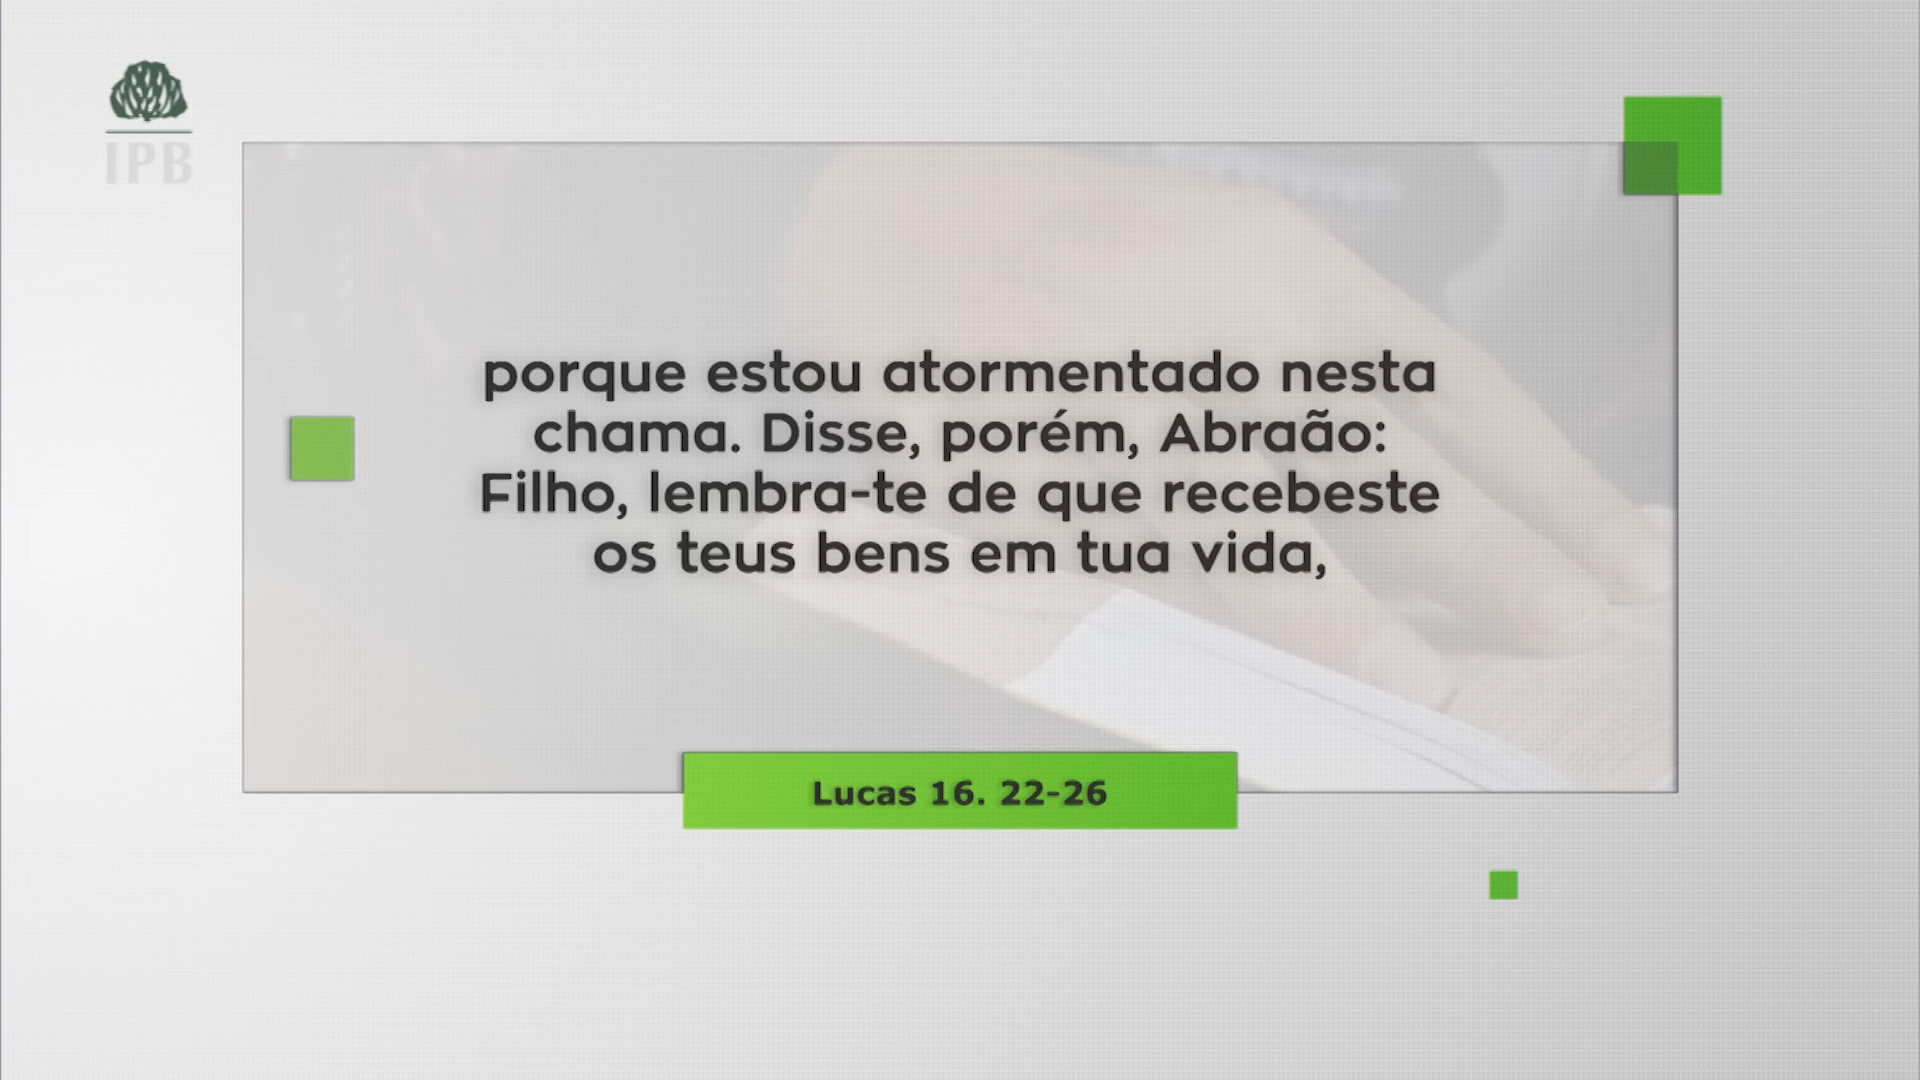 IPB
porque estou atormentado nesta
chama. Disse, porém, Abraão:
Filho, lembra-te de que recebeste
os teus bens em tua vida,
Lucas 16. 22-26